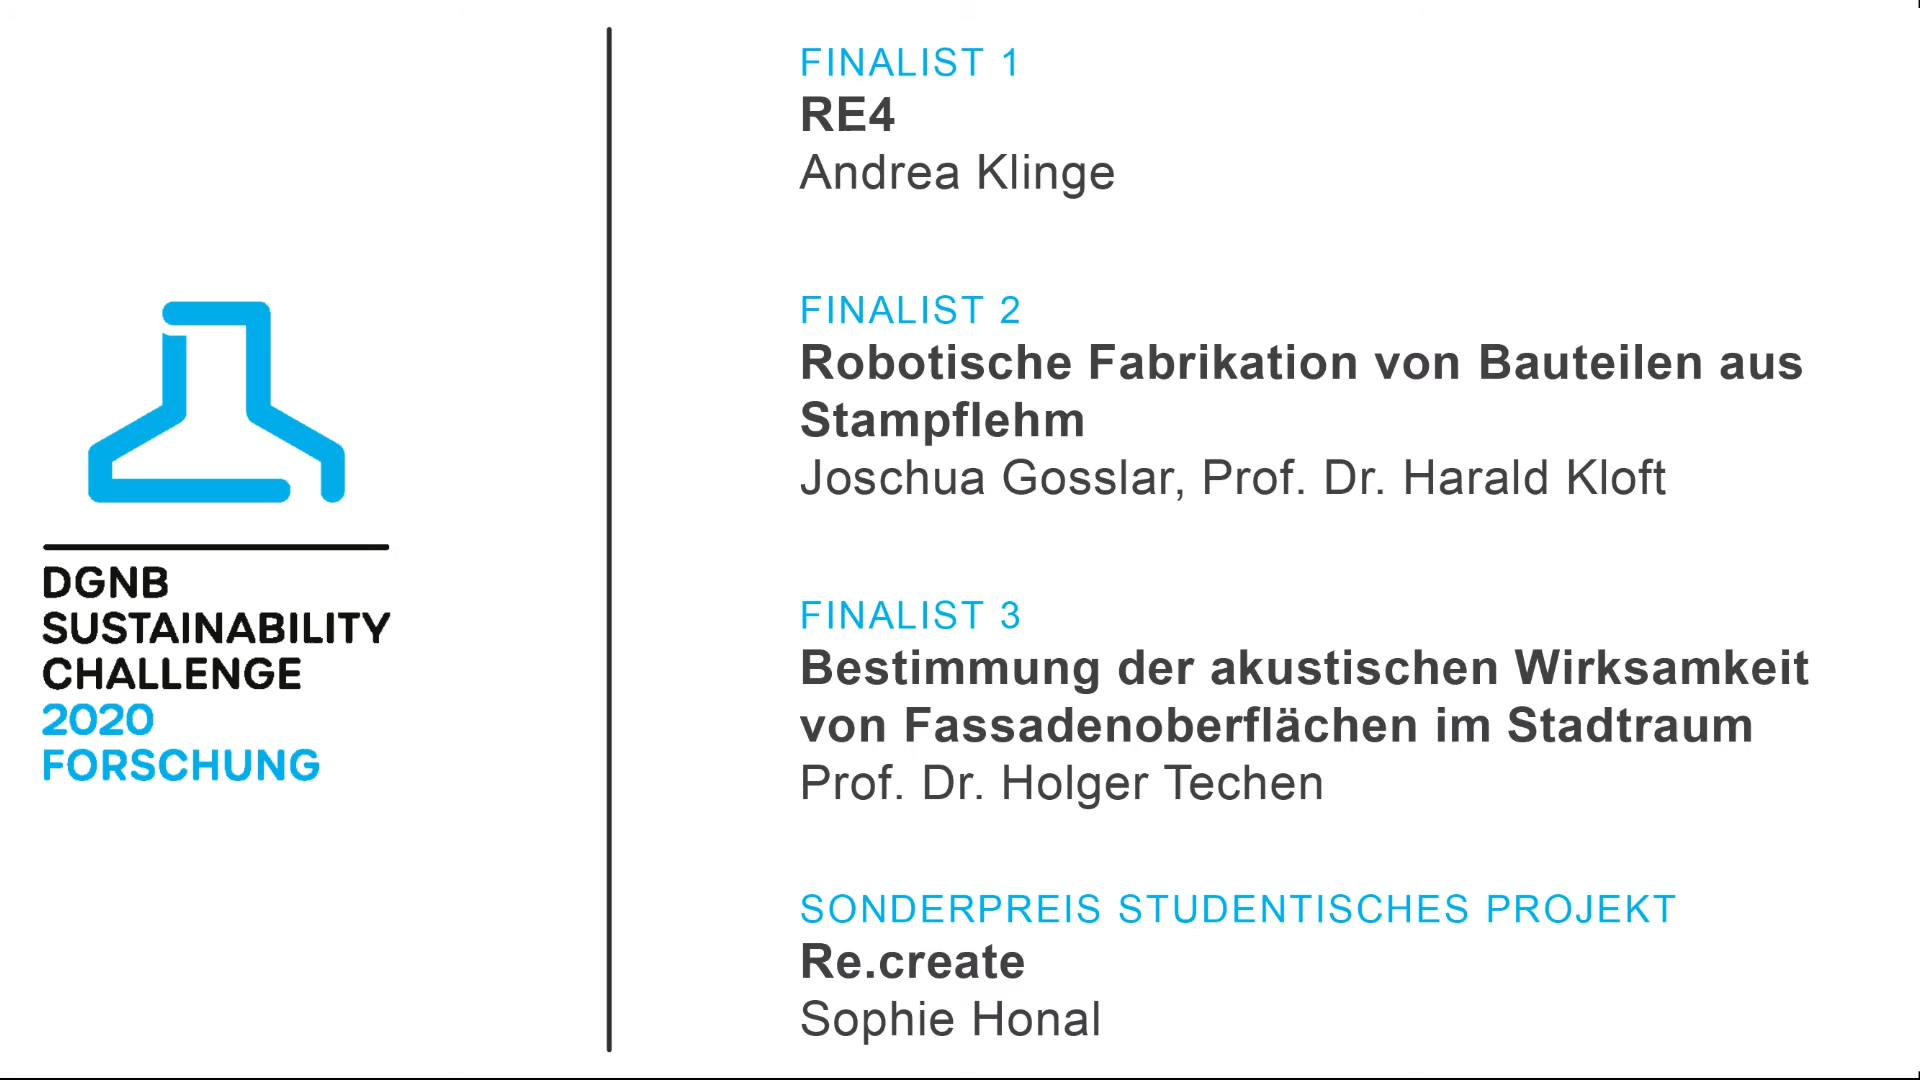 DGNB
SUSTAINABILITY
CHALLENGE
2020
FORSCHUNG
FINALIST 1
RE4
Andrea Klinge
FINALIST 2
Robotische Fabrikation von Bauteilen aus
Stampflehm
Joschua Gosslar, Prof. Dr. Harald Kloft
FINALIST 3
Bestimmung der akustischen Wirksamkeit
von Fassadenoberflächen im Stadtraum
Prof. Dr. Holger Techen
SONDERPREIS STUDENTISCHES PROJEKT
Re.create
Sophie Honal